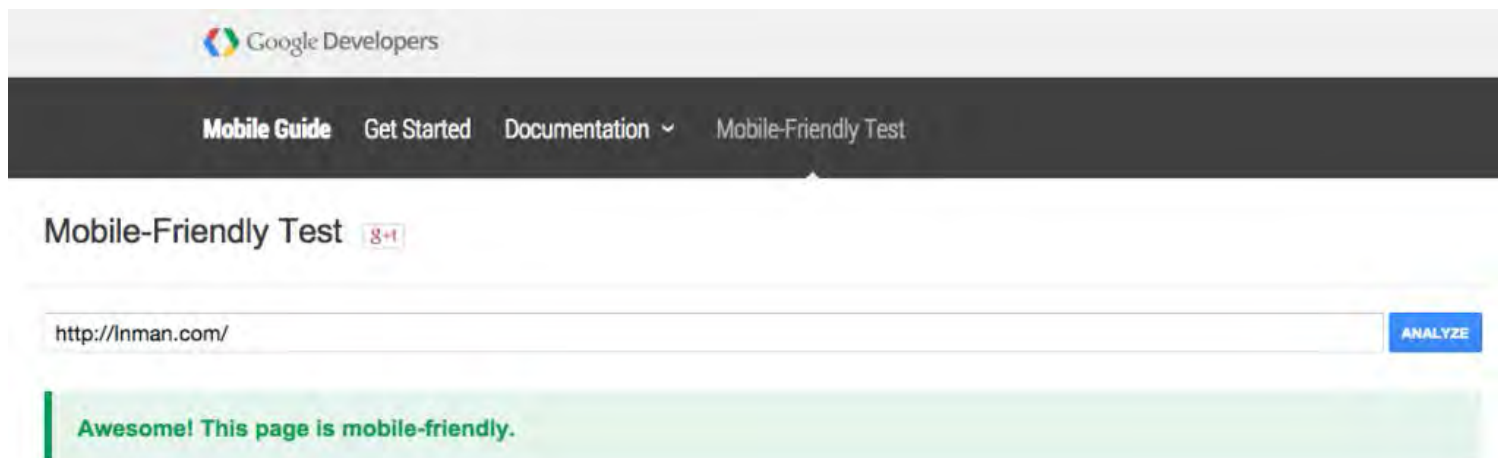 Google Developers
Mobile Guide Get Started Documentation Mobile-Friendly Test
Mobile-Friendly Test g+1
http://Inman.com/ ANALYZE
Awesome! This page is mobile-friendly.